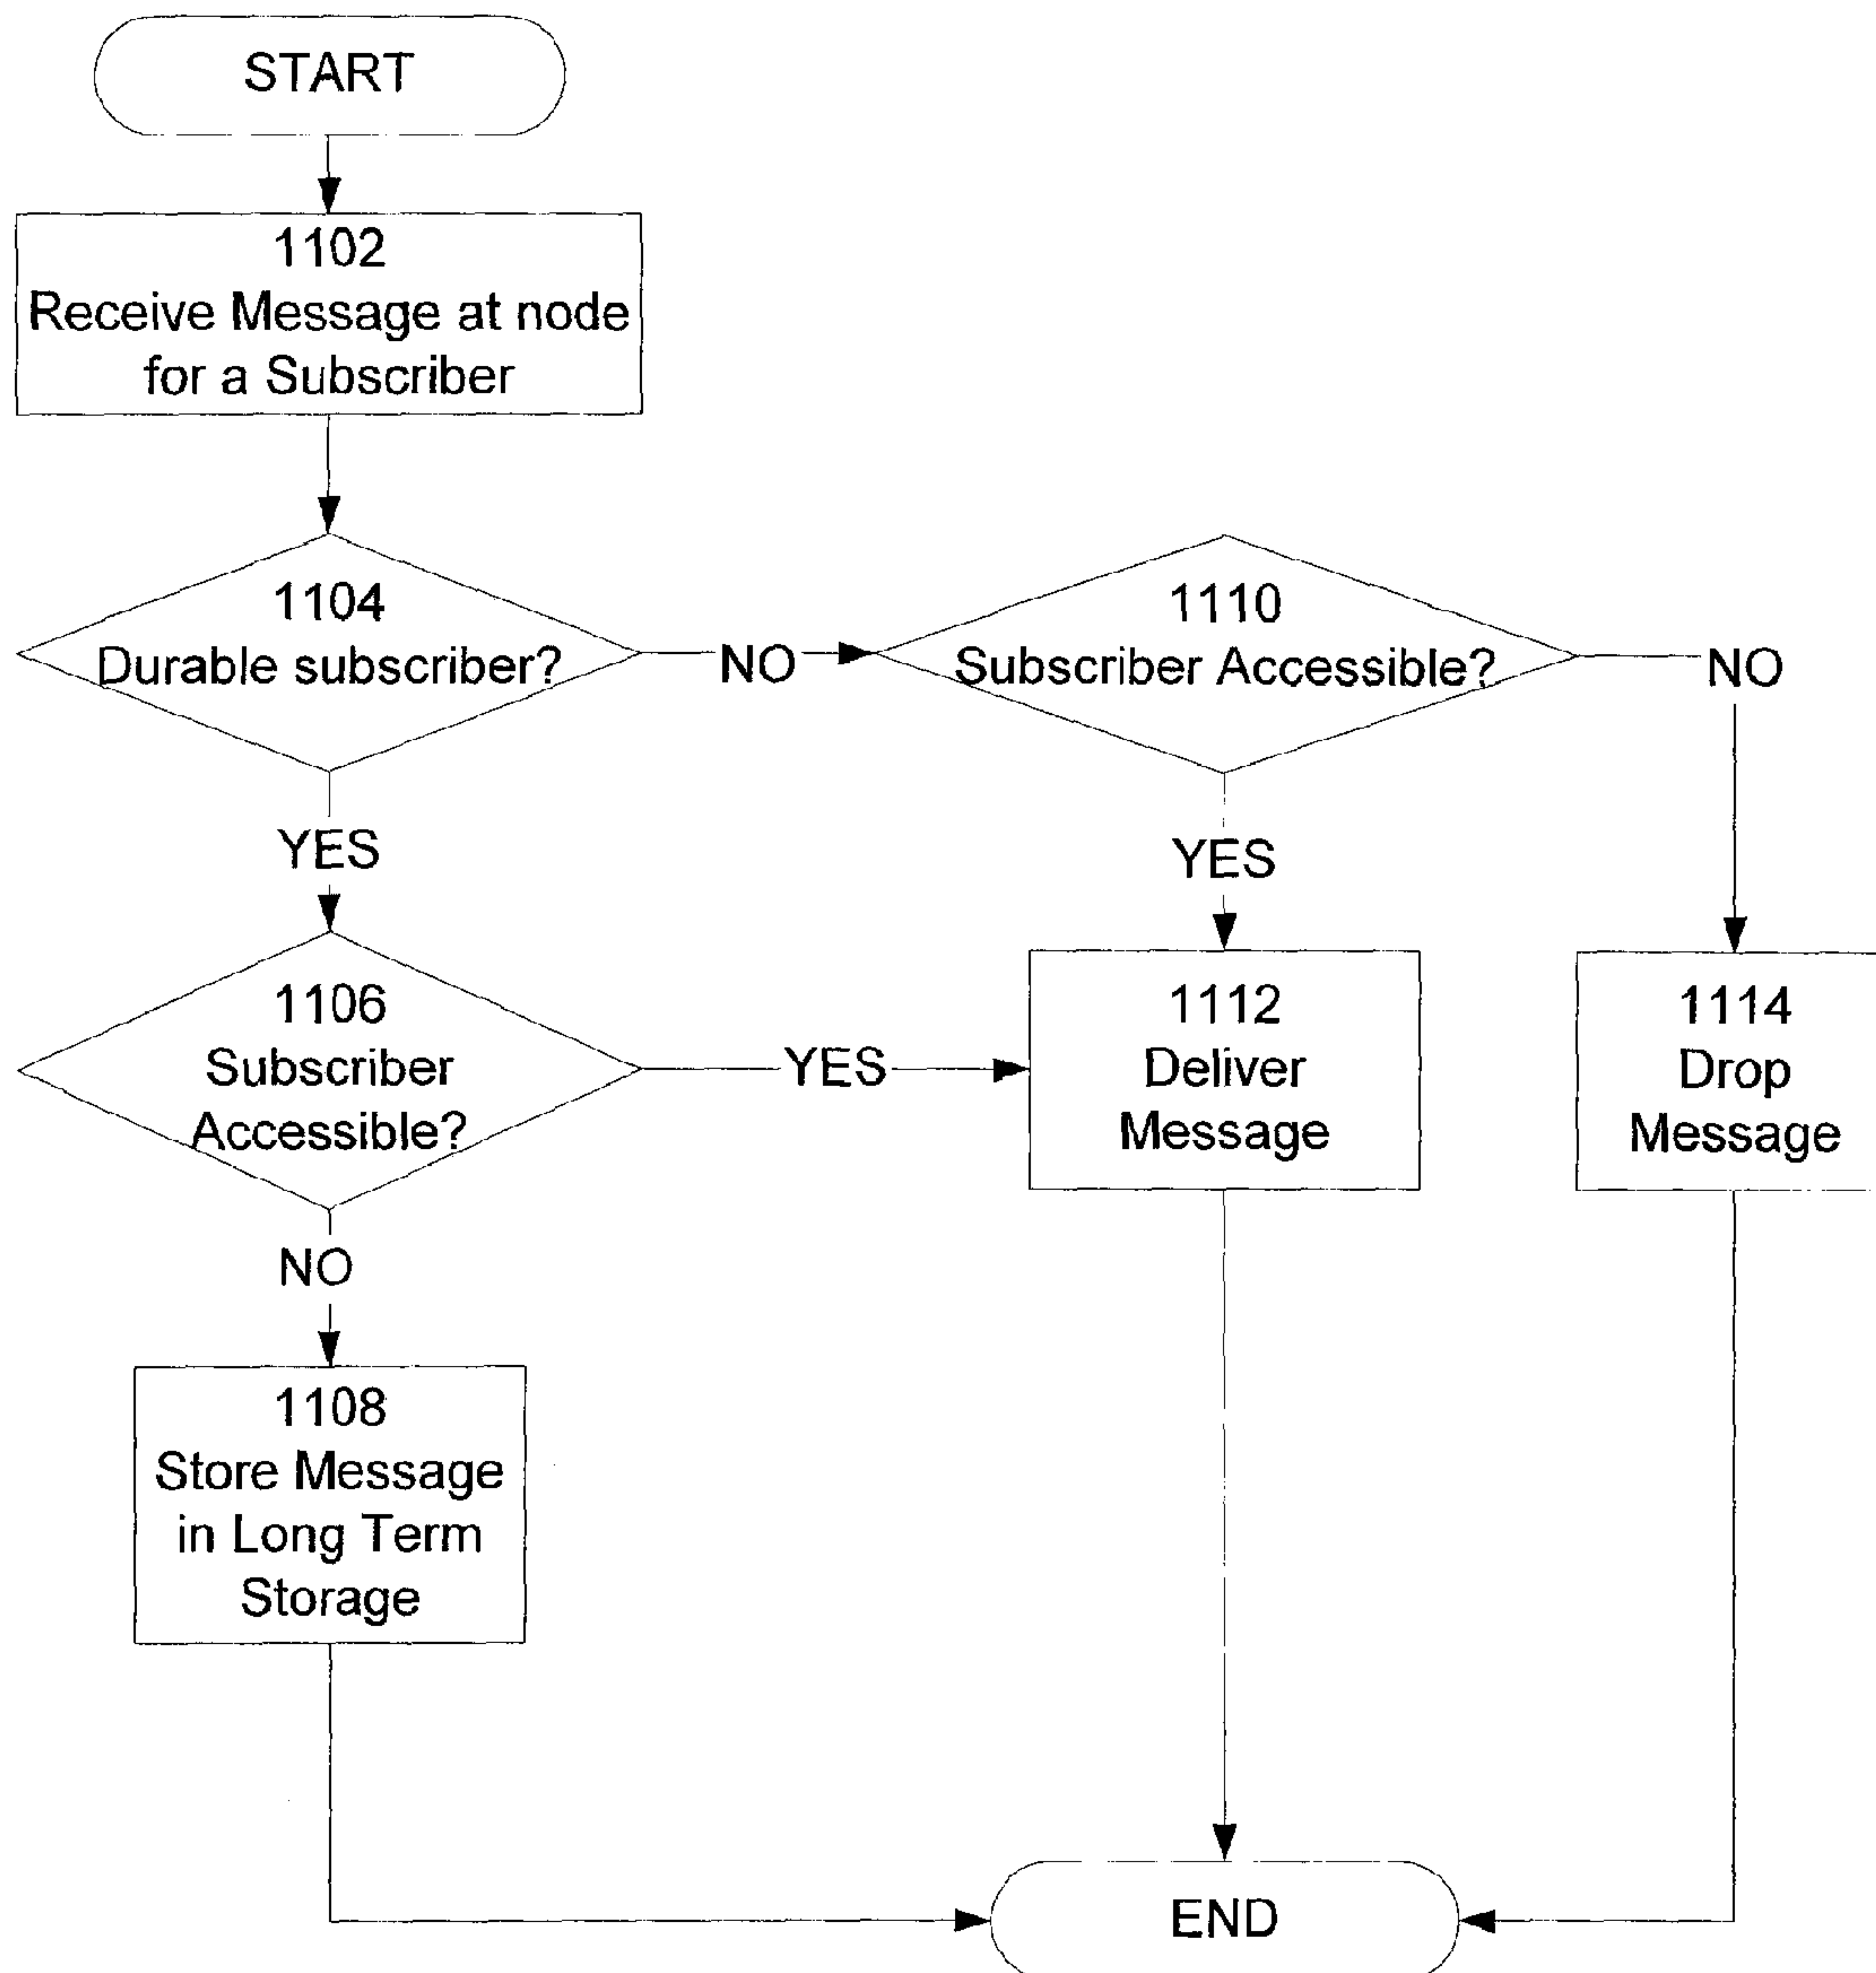 START
1102
Receive Message at node
for a Subscriber
1104
Durable subscriber?
NO
1110
Subscriber Accessible?
NO
YES
YES
1106
Subscriber
Accessible?
YES
1112
Deliver
Message
1114
Drop
Message
NO
1108
Store Message
in Long Term
Storage
END